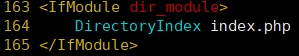 163 <IfModule dir_module>
164     DirectoryIndex index.php
165 </IfModule>